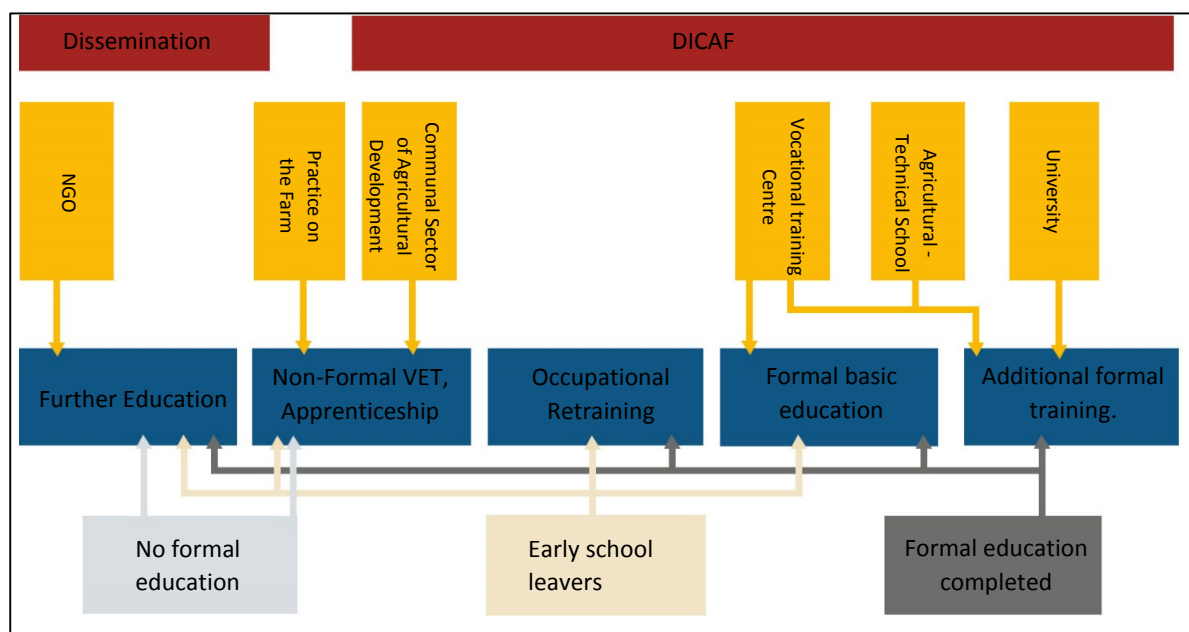 Dissemination
DICAF
NGO
Practice on
the Farm
Communal Sector
of Agricultural
Development
Vocational training
Centre
Agricultural -
Technical School
University
Further Education
Non-Formal VET,
Apprenticeship
Occupational
Retraining
Formal basic
education
Additional formal
training.
No formal
education
Early school
leavers
Formal education
completed